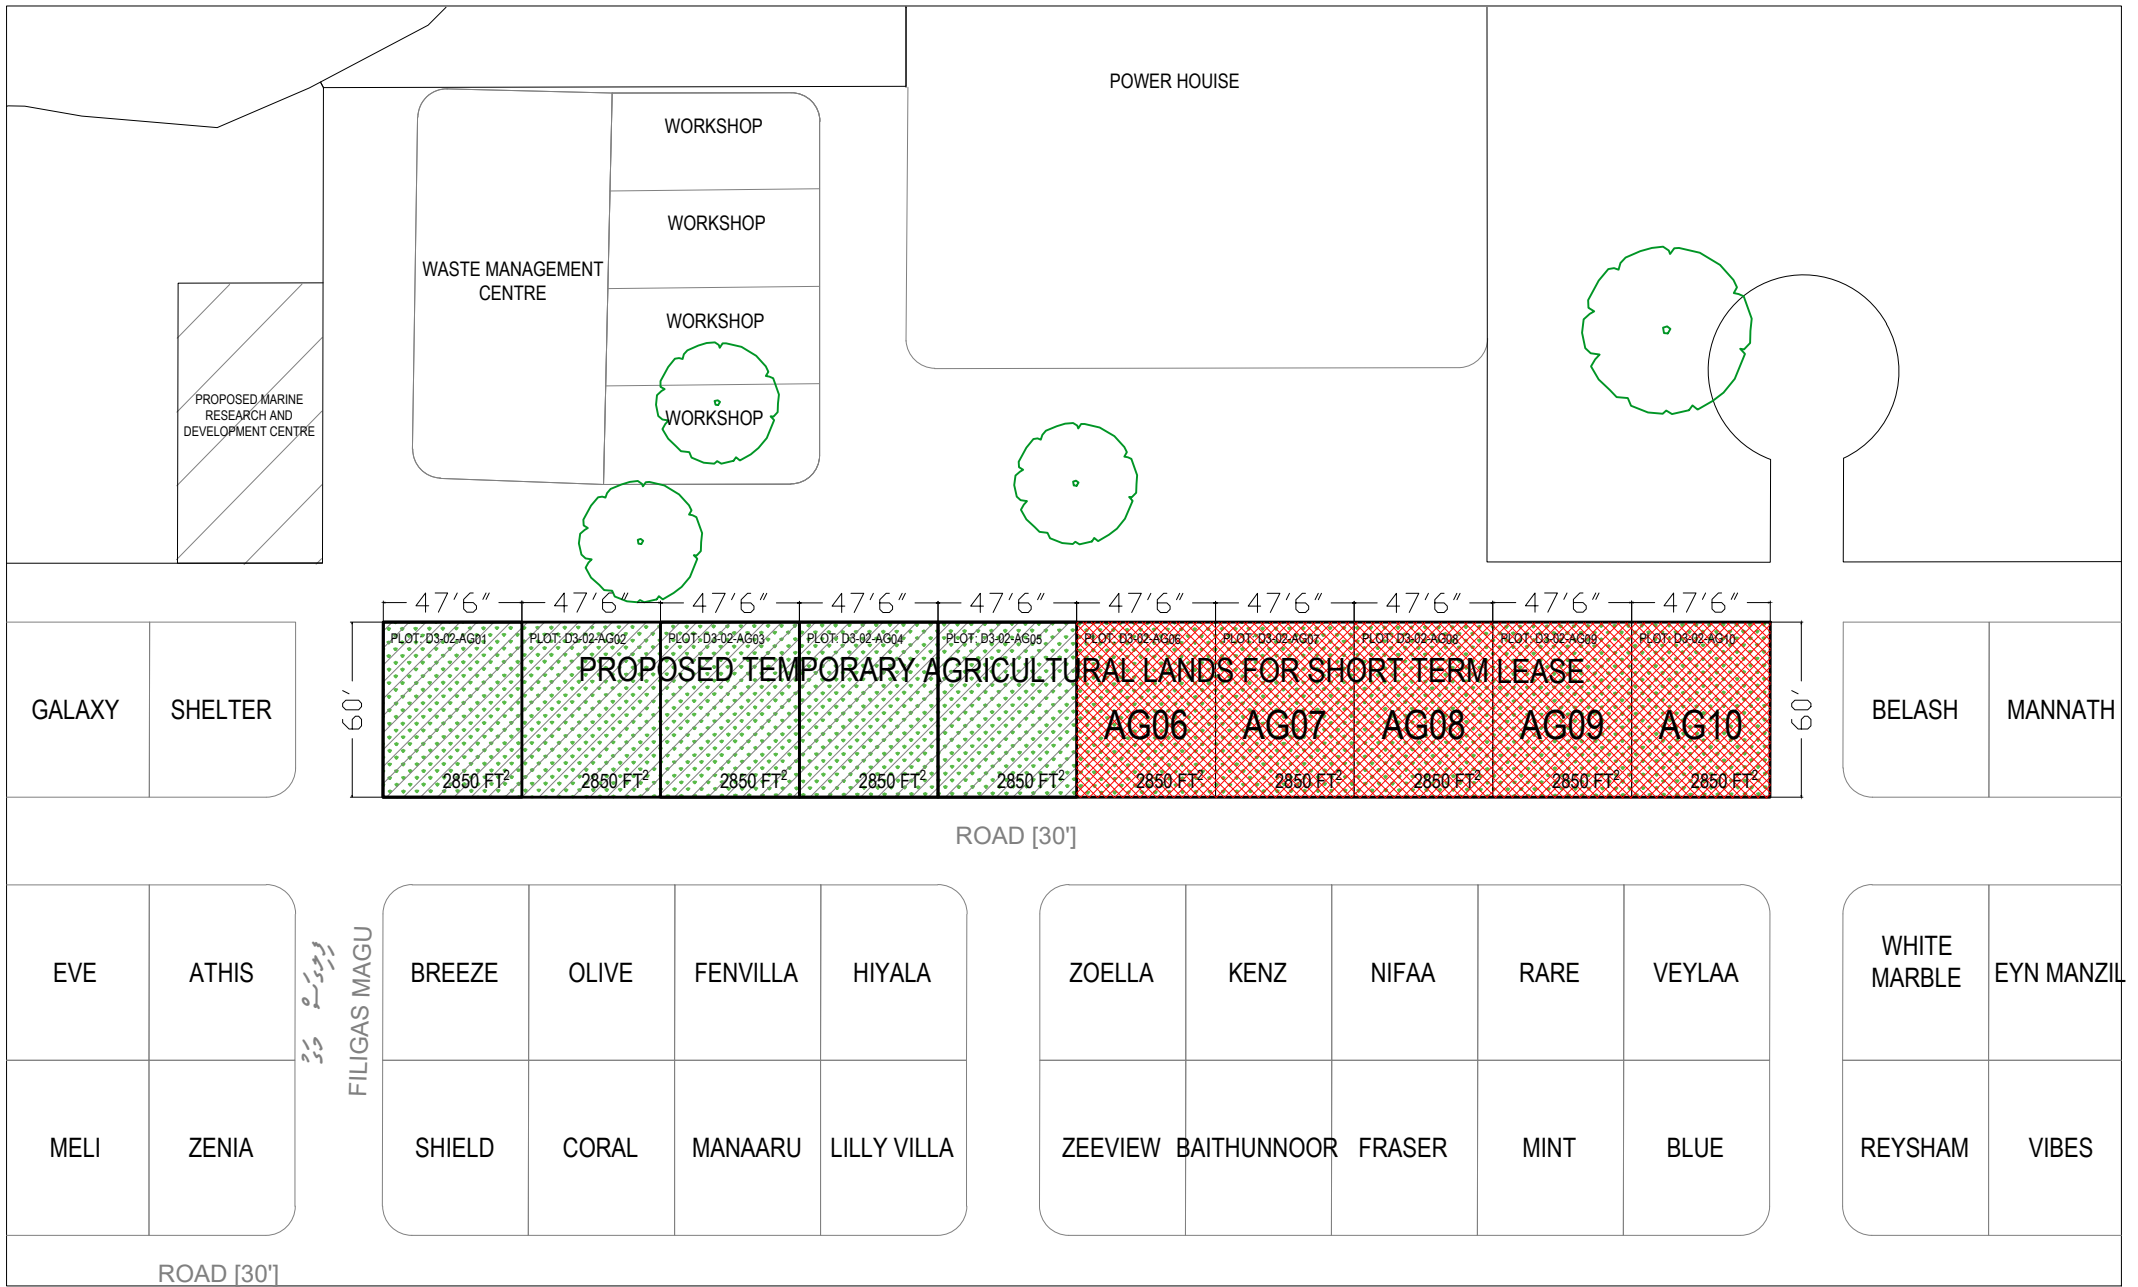 POWER HOUISE
WORKSHOP
WORKSHOP
WASTE MANAGEMENT
CENTRE
WORKSHOP
WORKSHOP
PROPOSED MARINE
RESEARCH AND
DEVELOPMENT CENTRE
47'6" 47'6" 47'6" 47'6" 47'6" 47'6" 47'6" 47'6" 47'6" 47'6"
PLOT: D3-02-AG01 PLOT: D3-02-AG02 PLOT: D3-02-AG03 PLOT: D3-02-AG04 PLOT: D3-02-AG05 PLOT: D3-02-AG06 PLOT: D3-02-AG07 PLOT: D3-02-AG08 PLOT: D3-02-AG09 PLOT: D3-02-AG10
PROPOSED TEMPORARY AGRICULTURAL LANDS FOR SHORT TERM LEASE
GALAXY SHELTER
60'
AG06 AG07 AG08 AG09 AG10
60'
BELASH MANNATH
2850 FT² 2850 FT² 2850 FT² 2850 FT² 2850 FT² 2850 FT² 2850 FT² 2850 FT² 2850 FT² 2850 FT²
ROAD [30']
EVE ATHIS
FILIGAS MAGU
BREEZE OLIVE FENVILLA HIYALA
ZOELLA KENZ NIFAA RARE VEYLAA
WHITE
MARBLE
EYN MANZIL
MELI ZENIA
SHIELD CORAL MANAARU LILLY VILLA
ZEEVIEW BAITHUNNOOR FRASER MINT BLUE
REYSHAM VIBES
ROAD [30']